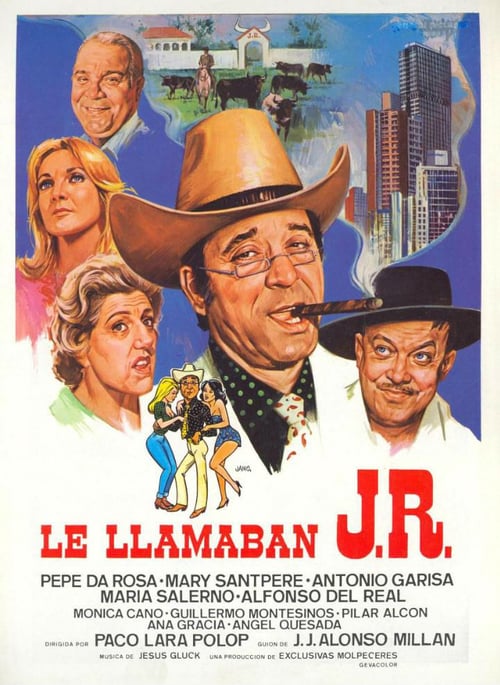 J.R.
JANO.
LE LLAMABAN J.R.
PEPE DA ROSA · MARY SANTPERE · ANTONIO GARISA
MARIA SALERNO · ALFONSO DEL REAL
MONICA CANO · GUILLERMO MONTESINOS · PILAR ALCON
ANA GRACIA · ANGEL QUESADA
DIRIGIDA POR PACO LARA POLOP GUION DE J.J.ALONSO MILLAN
MUSICA DE JESUS GLUCK · UNA PRODUCCION DE EXCLUSIVAS MOLPECERES
GEVACOLOR